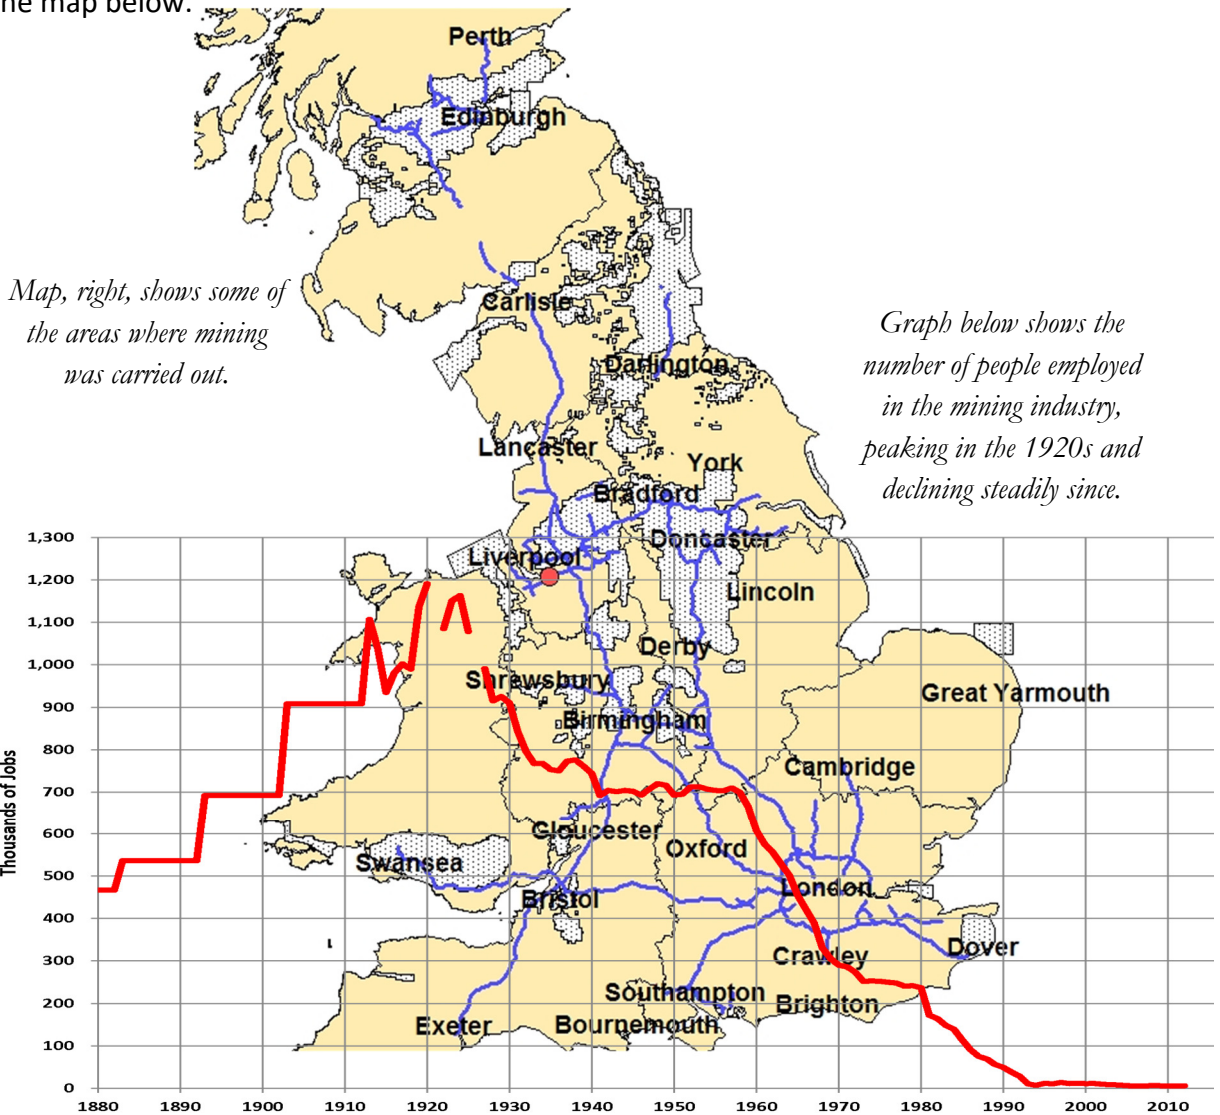 he map below.
Perth
Edinburgh
Map, right, shows some of
the areas where mining
was carried out.
Carlisle
Graph below shows the
number of people employed
in the mining industry,
peaking in the 1920s and
declining steadily since.
Darlington
Lancaster
York
Bradford
Doncaster
Liverpool
Lincoln
Derby
Shrewsbury
Great Yarmouth
Birmingham
Cambridge
Gloucester
Oxford
Swansea
London
Bristol
Dover
Crawley
Southampton
Brighton
Exeter
Bournemouth
Thousands of Jobs
1,300
1,200
1,100
1,000
900
800
700
600
500
400
300
200
100
0
1880 1890 1900 1910 1920 1930 1940 1950 1960 1970 1980 1990 2000 2010